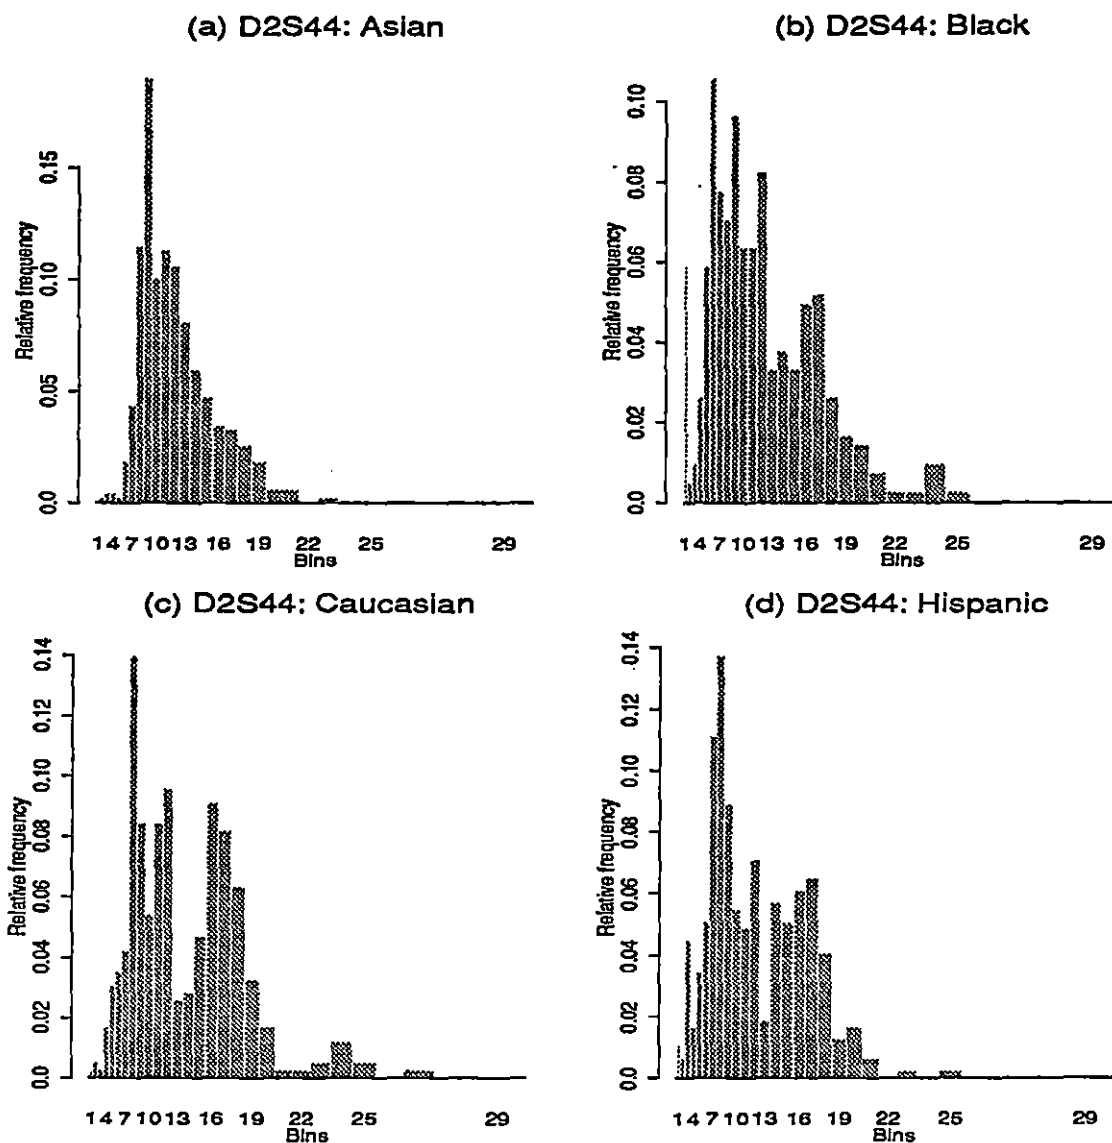 (a) D2S44: Asian
Relative frequency
0.0 0.05 0.10 0.15
1 4 7 10 13 16 19 22 25 29
Bins
(b) D2S44: Black
Relative frequency
0.0 0.02 0.04 0.06 0.08 0.10
1 4 7 10 13 16 19 22 25 29
Bins
(c) D2S44: Caucasian
Relative frequency
0.0 0.02 0.04 0.06 0.08 0.10 0.12 0.14
1 4 7 10 13 16 19 22 25 29
Bins
(d) D2S44: Hispanic
Relative frequency
0.0 0.02 0.04 0.06 0.08 0.10 0.12 0.14
1 4 7 10 13 16 19 22 25 29
Bins